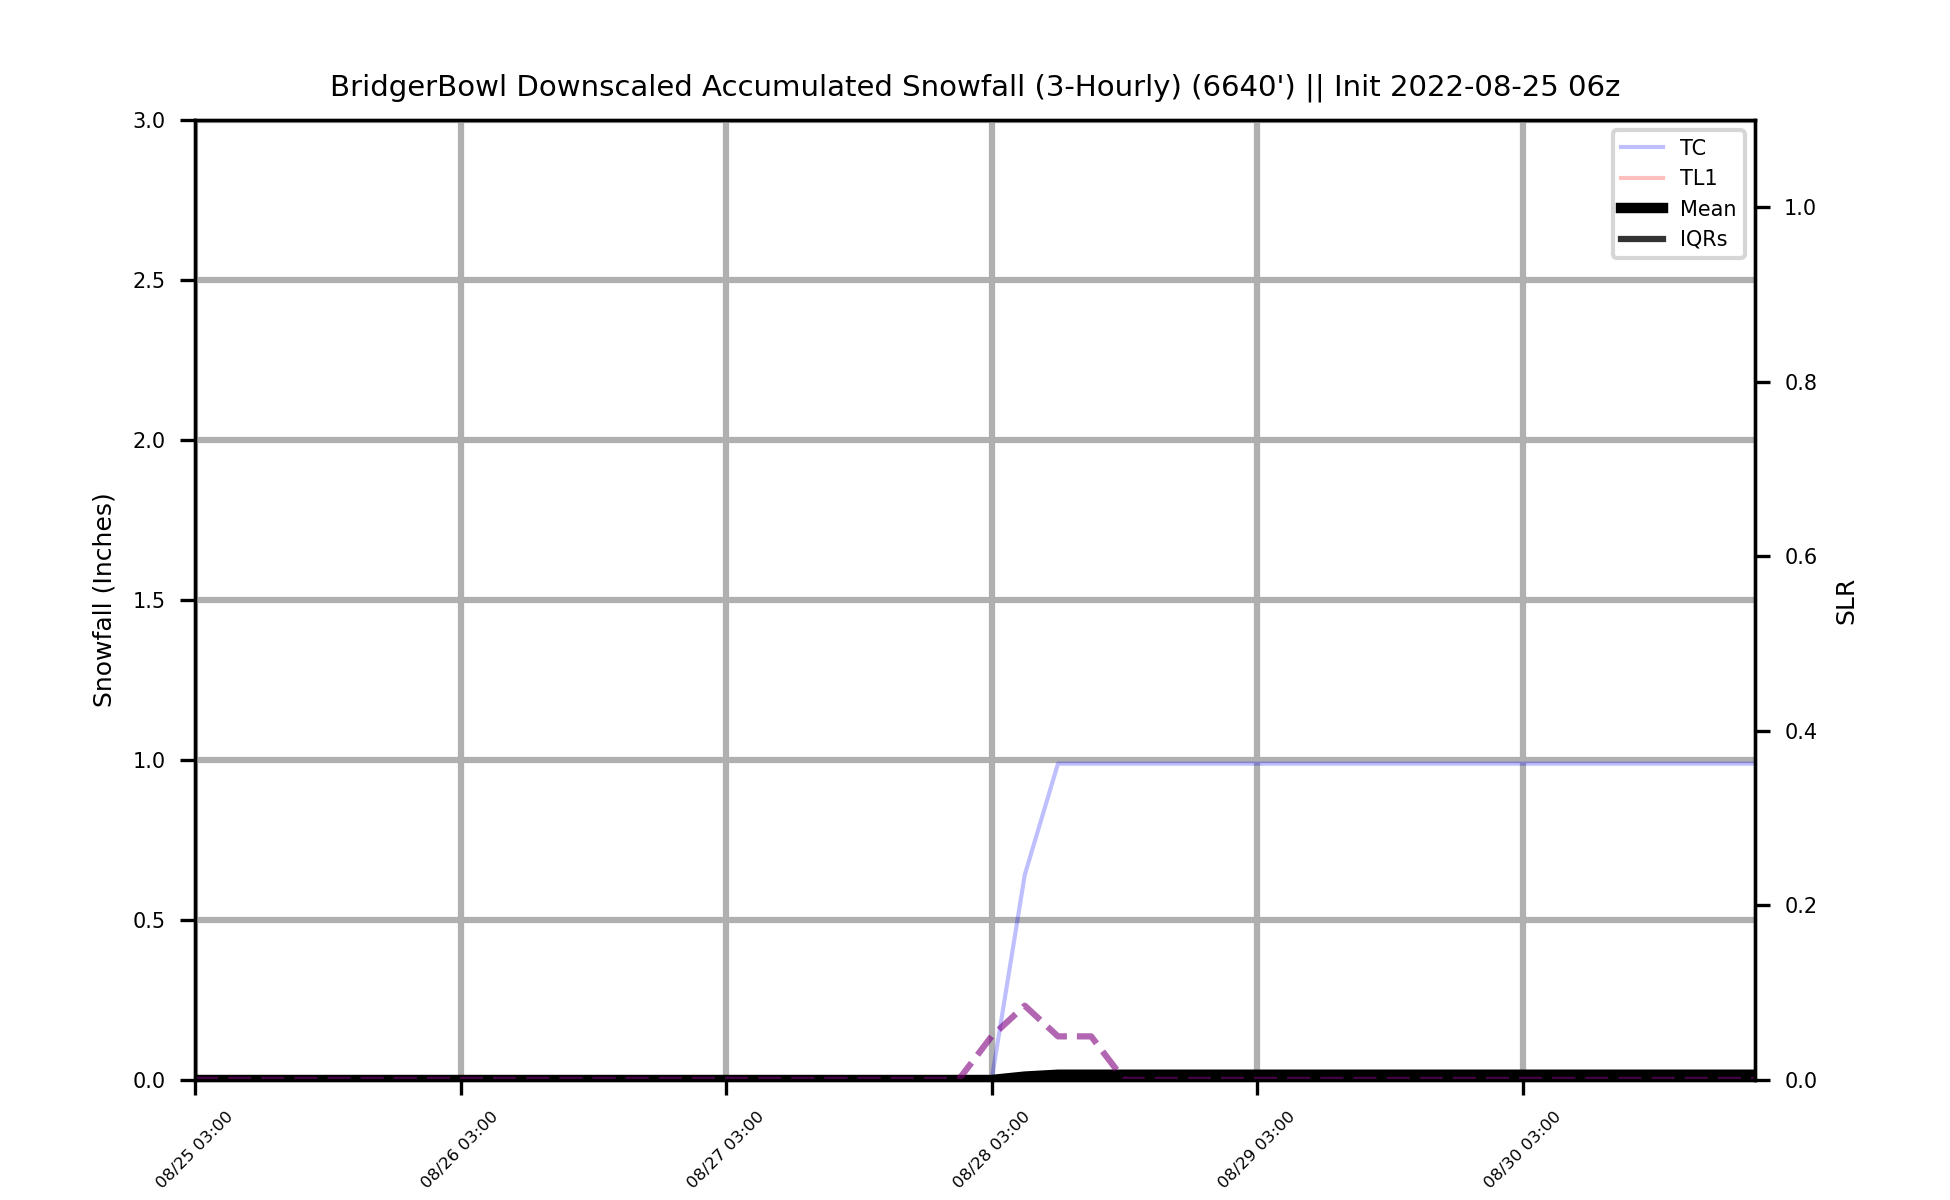 BridgerBowl Downscaled Accumulated Snowfall (3-Hourly) (6640') || Init 2022-08-25 06z
TC
TL1
Mean
IQRs
Snowfall (Inches)
3.0
2.5
2.0
1.5
1.0
0.5
0.0
SLR
1.0
0.8
0.6
0.4
0.2
0.0
08/25 03:00
08/26 03:00
08/27 03:00
08/28 03:00
08/29 03:00
08/30 03:00